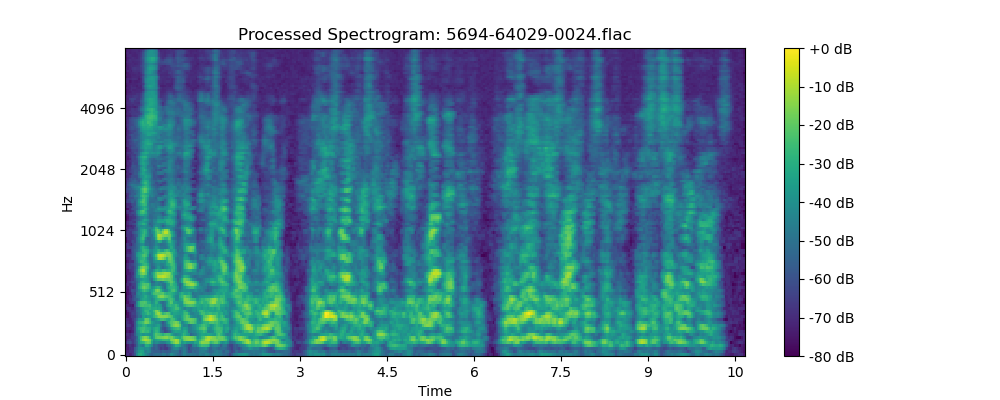 Processed Spectrogram: 5694-64029-0024.flac
+0 dB
-10 dB
-20 dB
-30 dB
-40 dB
-50 dB
-60 dB
-70 dB
-80 dB
Hz
4096
2048
1024
512
0
0 1.5 3 4.5 6 7.5 9 10
Time